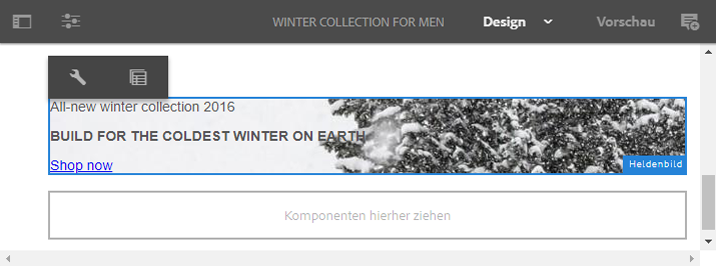 WINTER COLLECTION FOR MEN Design Vorschau
All-new winter collection 2016
BUILD FOR THE COLDEST WINTER ON EARTH
Shop now
Heldenbild
Komponenten hierher ziehen